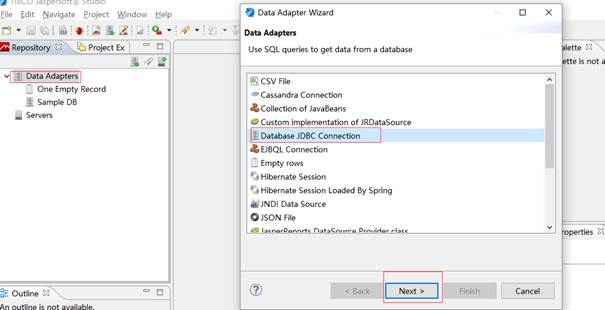 TIBCO Jaspersoft® Studio
File Edit View Navigate Project Window Help
Repository
Project Ex
Data Adapters
One Empty Record
Sample DB
Servers
Outline
An outline is not available.
Data Adapter Wizard
Data Adapters
Use SQL queries to get data from a database
CSV File
Cassandra Connection
Collection of JavaBeans
Custom implementation of JRDataSource
Database JDBC Connection
EJBQL Connection
Empty rows
Hibernate Session
Hibernate Session Loaded By Spring
JNDI Data Source
JSON File
JasperReports DataSource Provider class
< Back
Next >
Finish
Cancel
alette
ette is not a
roperties